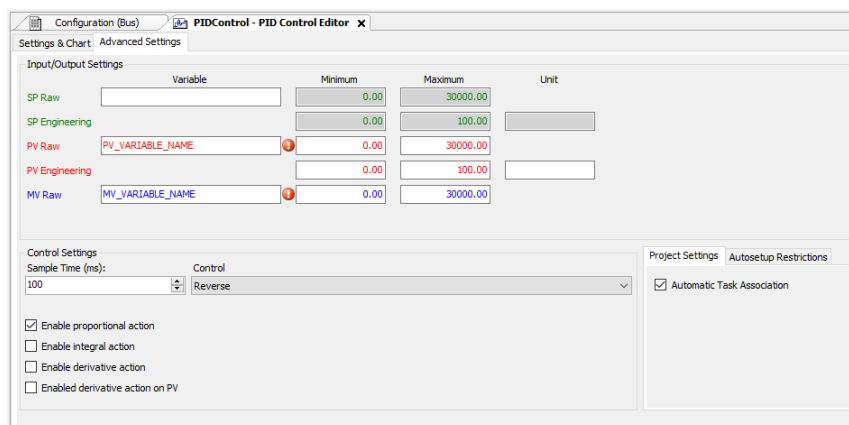 Configuration (Bus) PIDControl - PID Control Editor x
Settings & Chart Advanced Settings
Input/Output Settings
Variable Minimum Maximum Unit
SP Raw 0.00 30000.00
SP Engineering 0.00 100.00
PV Raw PV_VARIABLE_NAME 0.00 30000.00
PV Engineering 0.00 100.00
MV Raw MV_VARIABLE_NAME 0.00 30000.00
Control Settings
Sample Time (ms): Control
100 Reverse
Enable proportional action
Enable integral action
Enable derivative action
Enabled derivative action on PV
Project Settings Autosetup Restrictions
Automatic Task Association